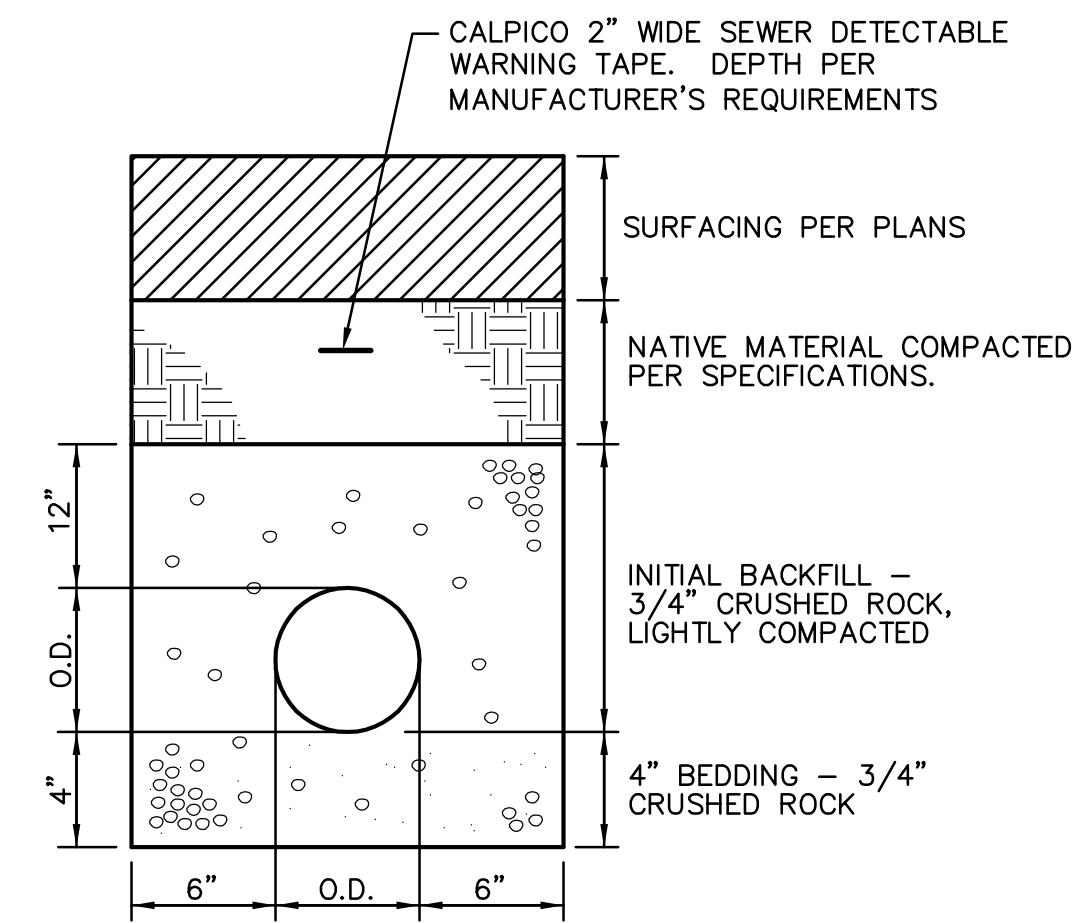 CALPICO 2” WIDE SEWER DETECTABLE
WARNING TAPE. DEPTH PER
MANUFACTURER’S REQUIREMENTS
SURFACING PER PLANS
NATIVE MATERIAL COMPACTED
PER SPECIFICATIONS.
12”
INITIAL BACKFILL –
3/4” CRUSHED ROCK,
LIGHTLY COMPACTED
O.D.
4”
4” BEDDING – 3/4”
CRUSHED ROCK
6”
O.D.
6”